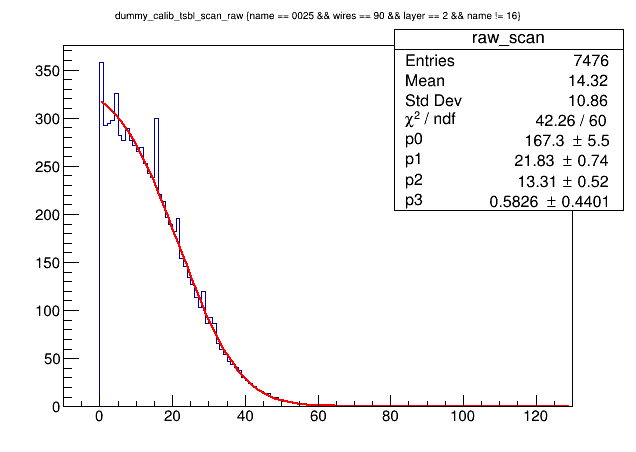 dummy_calib_tsbl_scan_raw {name == 0025 && wires == 90 && layer == 2 && name != 16}
raw_scan
Entries 7476
Mean 14.32
Std Dev 10.86
χ² / ndf 42.26 / 60
p0 167.3 ± 5.5
p1 21.83 ± 0.74
p2 13.31 ± 0.52
p3 0.5826 ± 0.4401
350
300
250
200
150
100
50
0
0 20 40 60 80 100 120